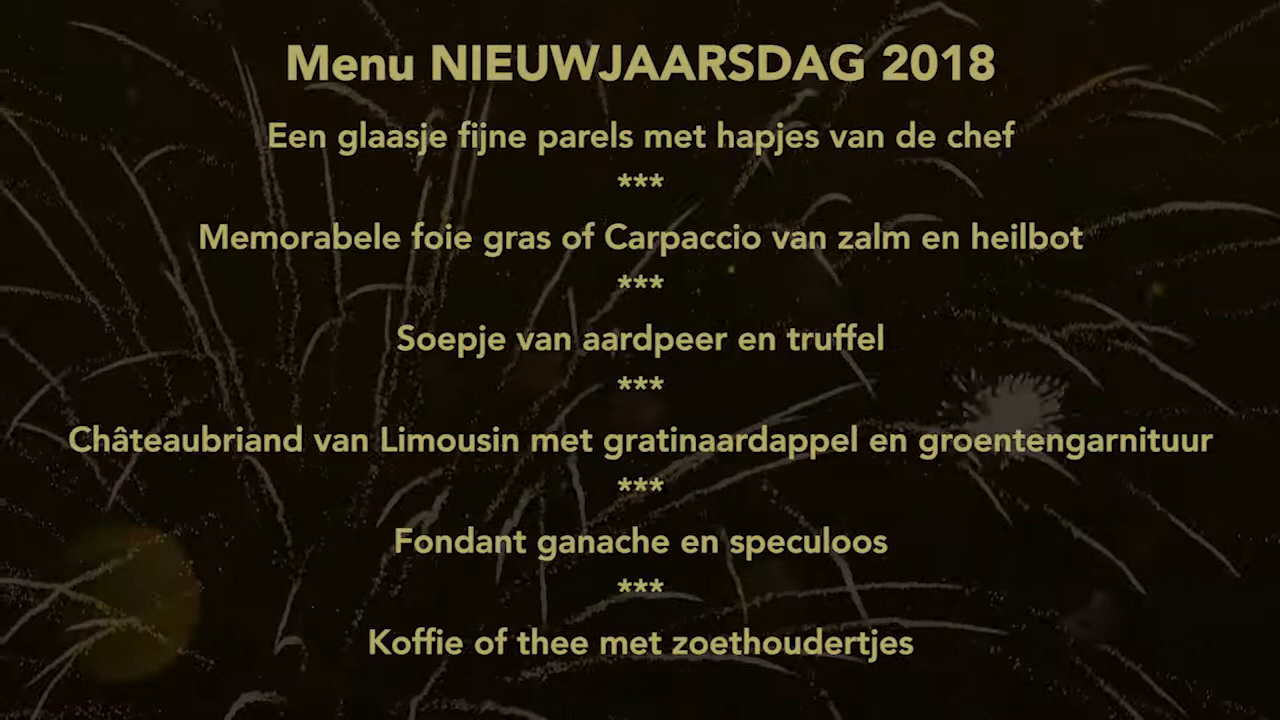 Menu NIEUWJAARSDAG 2018
Een glaasje fijne parels met hapjes van de chef
***
Memorabele foie gras of Carpaccio van zalm en heilbot
***
Soepje van aardpeer en truffel
***
Châteaubriand van Limousin met gratinaardappel en groentengarnituur
***
Fondant ganache en speculoos
***
Koffie of thee met zoethoudertjes